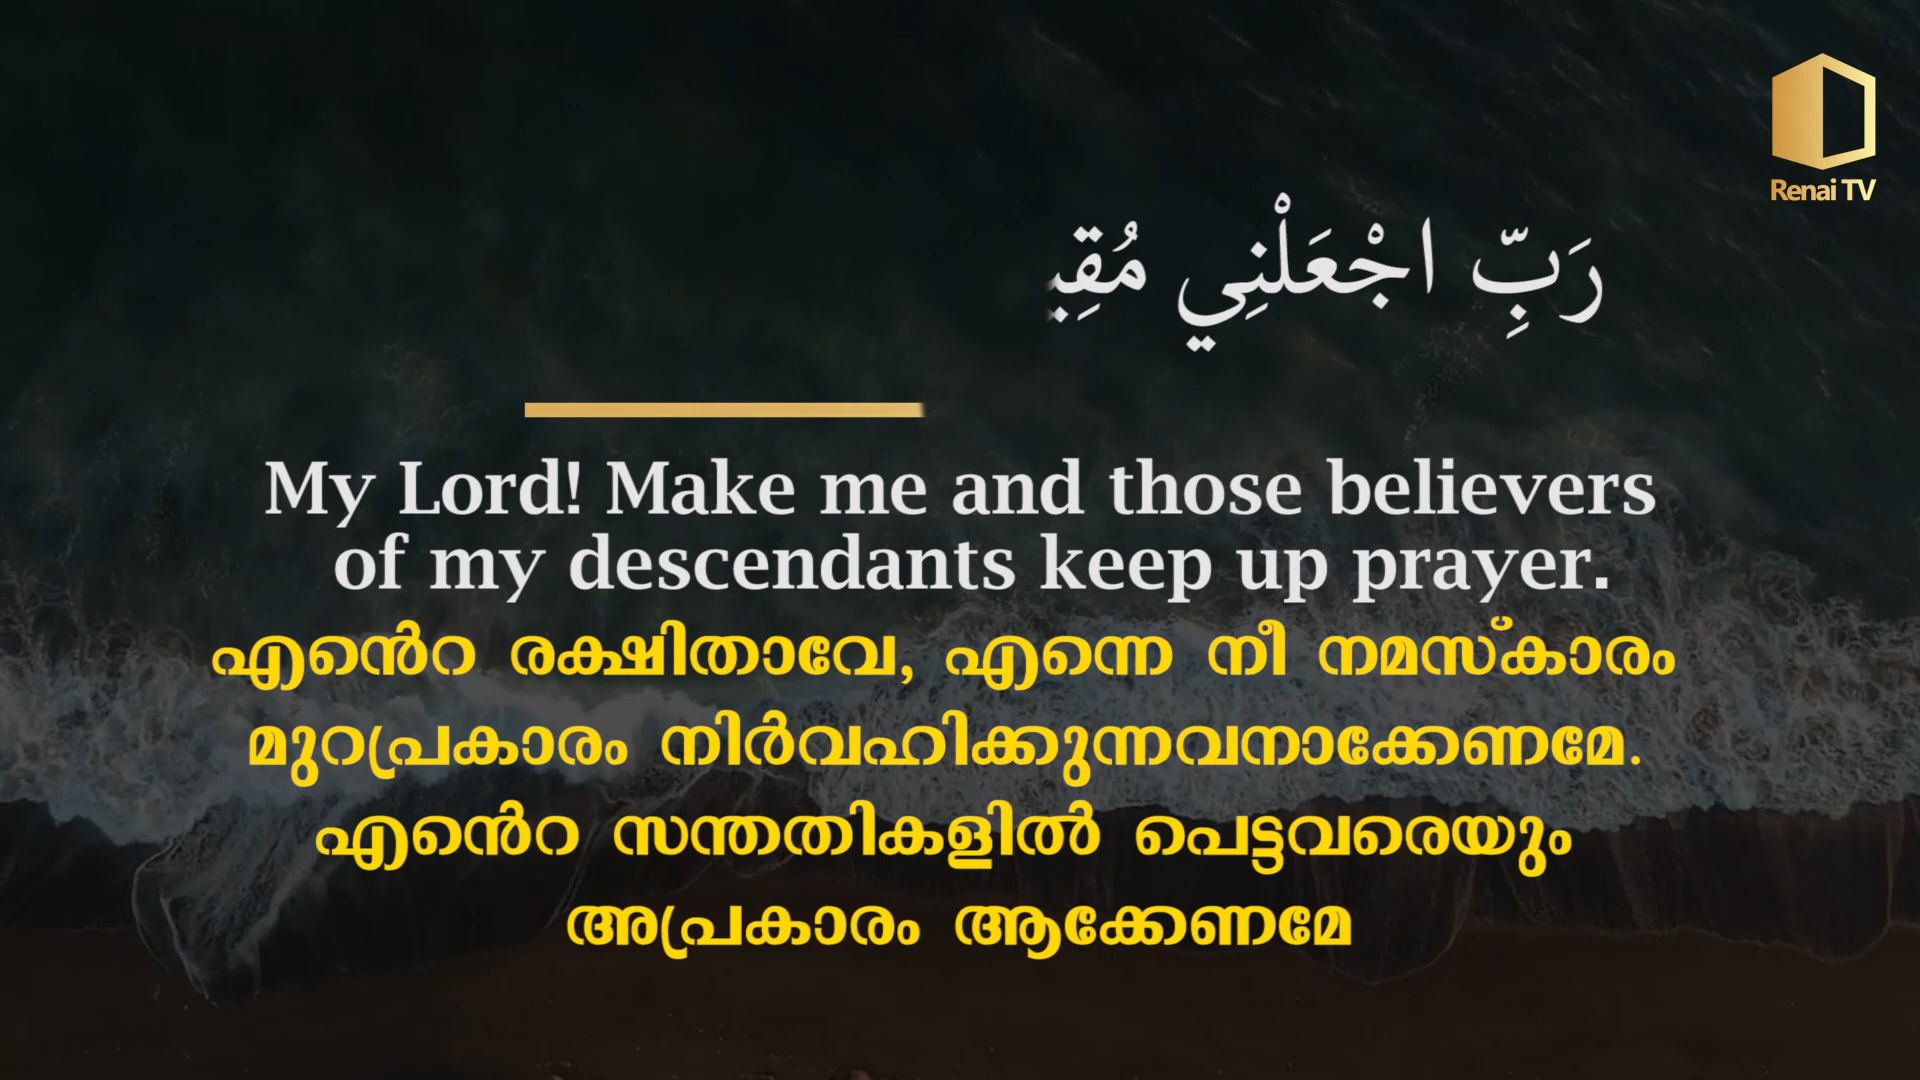 Renai TV
رَبِّ اجْعَلْنِي
My Lord! Make me and those believers
of my descendants keep up prayer.
എന്റെ രക്ഷിതാവേ, എന്നെ നീ നമസ്കാരം
മുറപ്രകാരം നിർവഹിക്കുന്നവനാക്കേണമേ.
എന്റെ സന്തതികളിൽ പെട്ടവരെയും
അപ്രകാരം ആക്കേണമേ